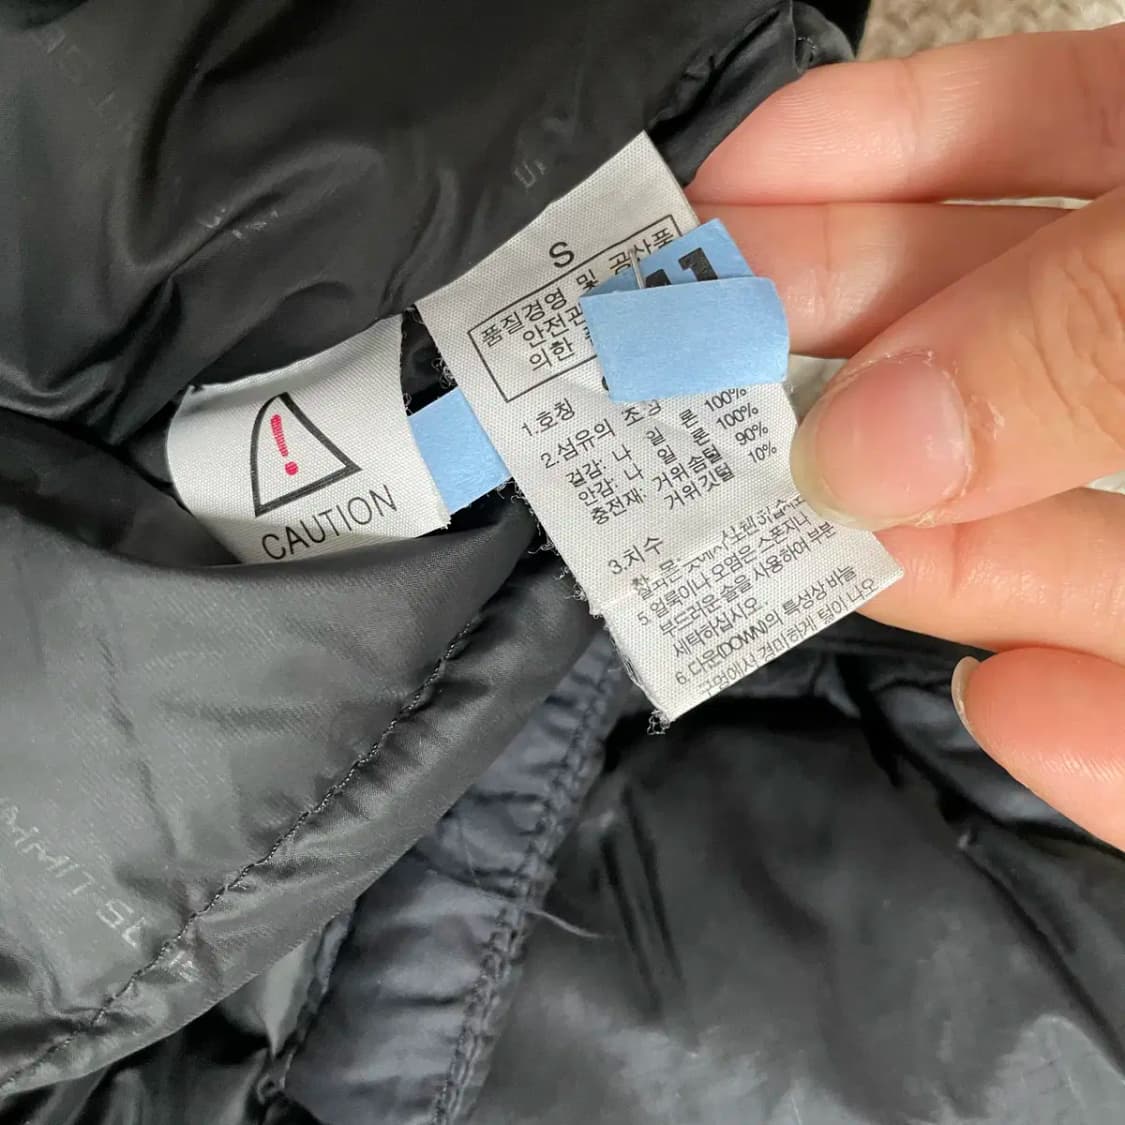 S
품질경영 및 공산품
안전관
의한
11
1.호칭
2.섬유의 조
겉감: 나일론 100%
안감: 나일론 100%
충전재: 거위솜털 90%
거위깃털 10%
3.치수
5. 얼룩이나 오염은 스폰지나
부드러운 솔을 사용하여 부분
세탁하십시오.
6. 다운(DOWN)의 특성상 바늘
구멍에서 경미하게 털이 나오
!
CAUTION
MMIT S